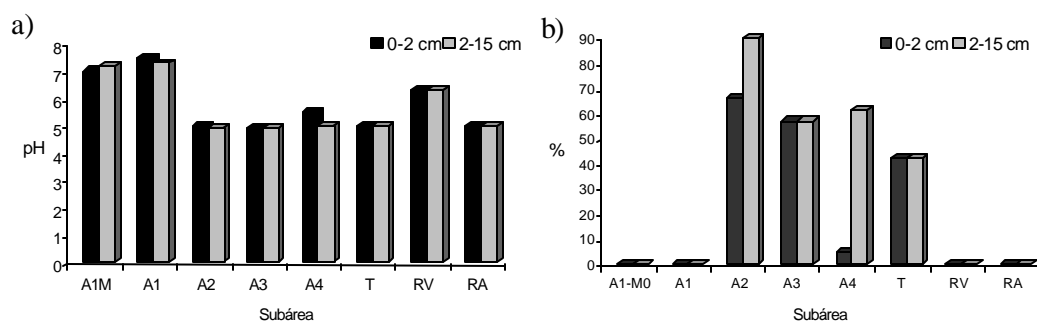 a)
0-2 cm 2-15 cm
8
7
6
5
4
3
2
1
0
pH
A1M A1 A2 A3 A4 T RV RA
Subárea
b)
0-2 cm 2-15 cm
90
80
70
60
50
40
30
20
10
0
%
A1-M0 A1 A2 A3 A4 T RV RA
Subárea